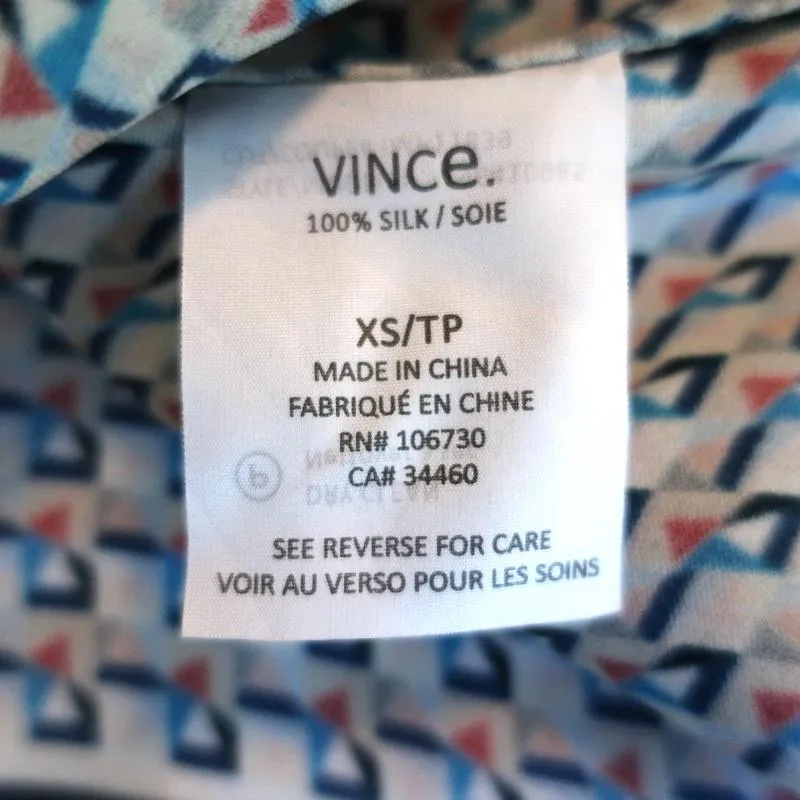 VINCe.
100% SILK / SOIE
XS/TP
MADE IN CHINA
FABRIQUÉ EN CHINE
RN# 106730
CA# 34460
SEE REVERSE FOR CARE
VOIR AU VERSO POUR LES SOINS